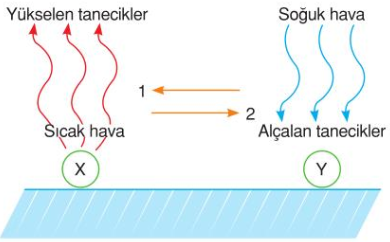 Yükselen tanecikler
Soğuk hava
1
2
Sıcak hava
Alçalan tanecikler
X
Y